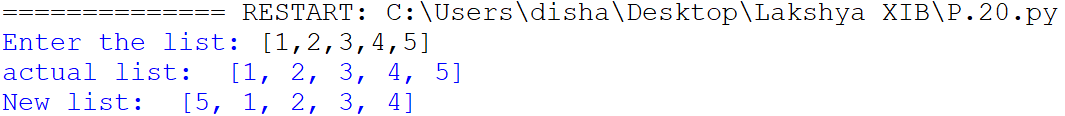 ============== RESTART: C:\Users\disha\Desktop\Lakshya XIB\P.20.py
Enter the list: [1,2,3,4,5]
actual list:  [1, 2, 3, 4, 5]
New list:  [5, 1, 2, 3, 4]